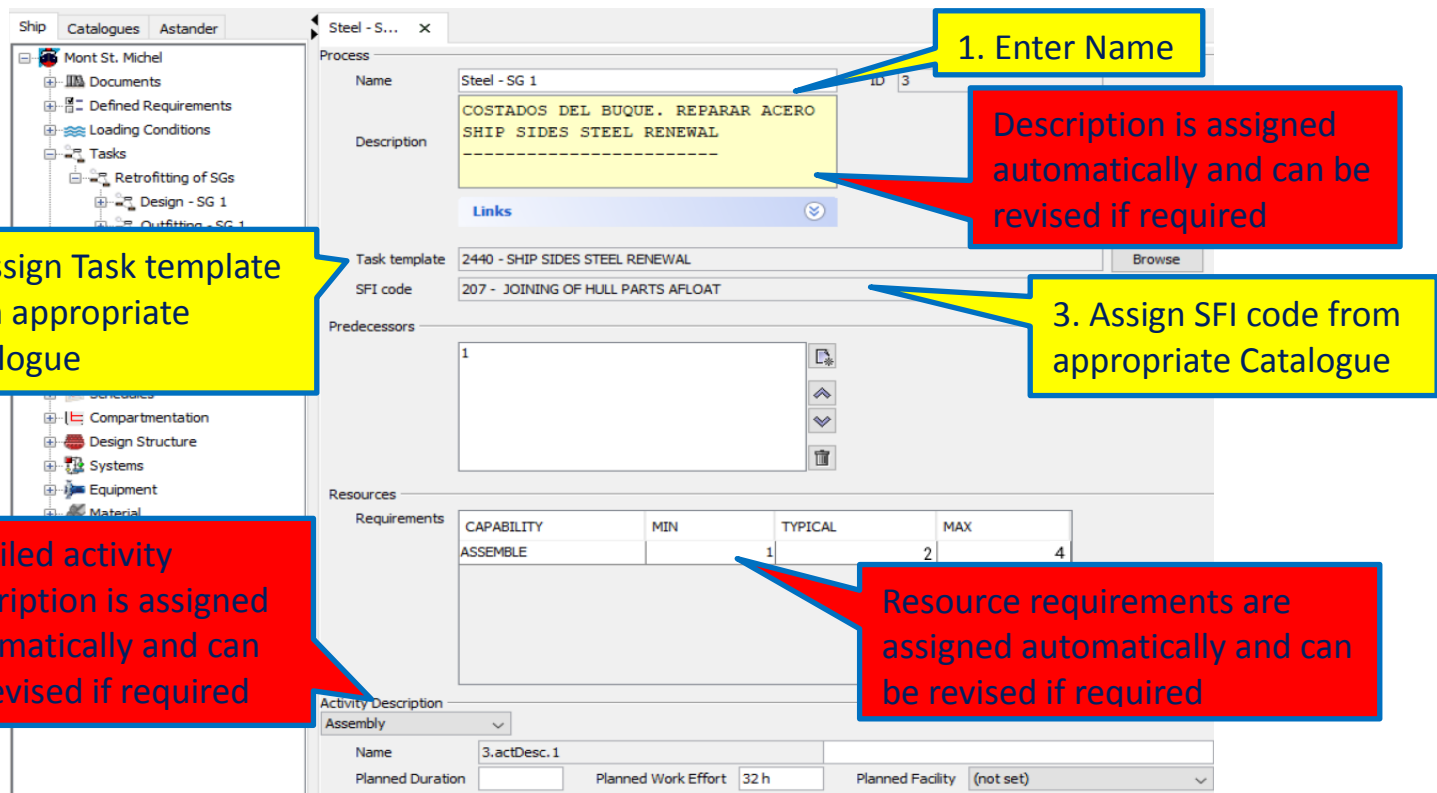 Ship Catalogues Astander
Steel - S... x
Mont St. Michel
Documents
Defined Requirements
Loading Conditions
Tasks
Retrofitting of SGs
Design - SG 1
Outfitting - SG 1
Schedules
Compartmentation
Design Structure
Systems
Equipment
Material
ssign Task template
appropriate
logue
iled activity
ription is assigned
matically and can
evised if required
Process
Name Steel - SG 1 ID 3
1. Enter Name
Description
COSTADOS DEL BUQUE. REPARAR ACERO
SHIP SIDES STEEL RENEWAL
------------------------
Description is assigned
automatically and can be
revised if required
Links
Task template 2440 - SHIP SIDES STEEL RENEWAL Browse
SFI code 207 - JOINING OF HULL PARTS AFLOAT
3. Assign SFI code from
appropriate Catalogue
Predecessors
1
Resources
Requirements
CAPABILITY MIN TYPICAL MAX
ASSEMBLE 1 2 4
Resource requirements are
assigned automatically and can
be revised if required
Activity Description
Assembly
Name 3.actDesc.1
Planned Duration Planned Work Effort 32 h Planned Facility (not set)